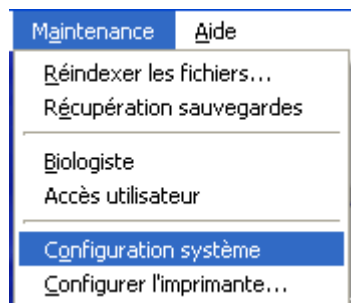 Maintenance Aide
Réindexer les fichiers...
Récupération sauvegardes
Biologiste
Accès utilisateur
Configuration système
Configurer l'imprimante...